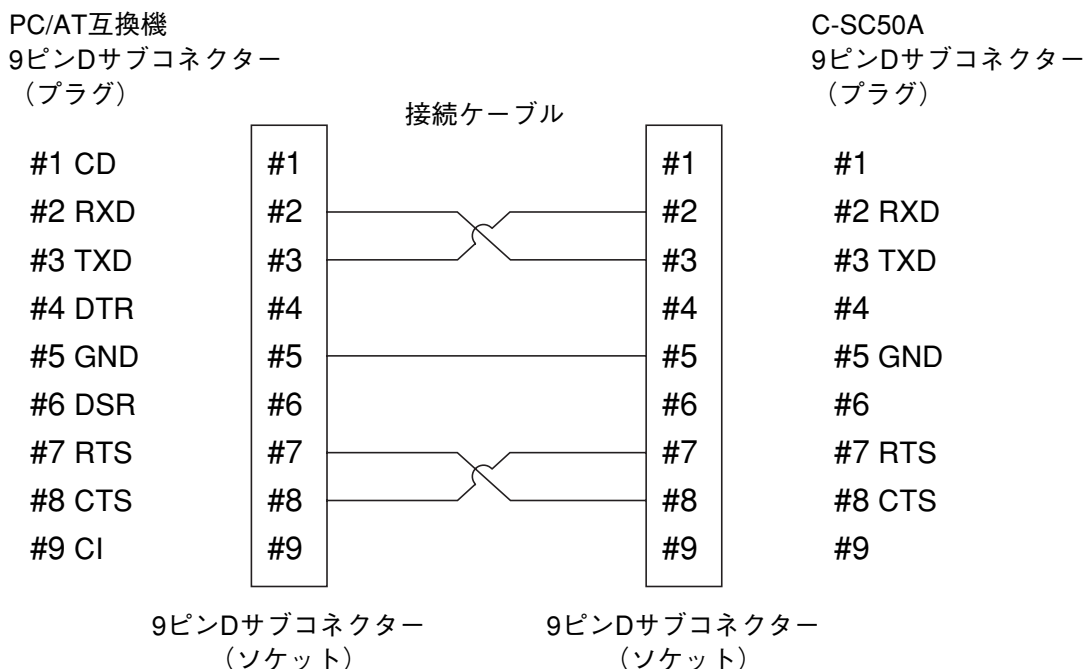 PC/AT互換機
9ピンDサブコネクター
(プラグ)
C-SC50A
9ピンDサブコネクター
(プラグ)
接続ケーブル
#1 CD #1 #1 #1
#2 RXD #2 #2 #2 RXD
#3 TXD #3 #3 #3 TXD
#4 DTR #4 #4 #4
#5 GND #5 #5 #5 GND
#6 DSR #6 #6 #6
#7 RTS #7 #7 #7 RTS
#8 CTS #8 #8 #8 CTS
#9 CI #9 #9 #9
9ピンDサブコネクター
(ソケット)
9ピンDサブコネクター
(ソケット)